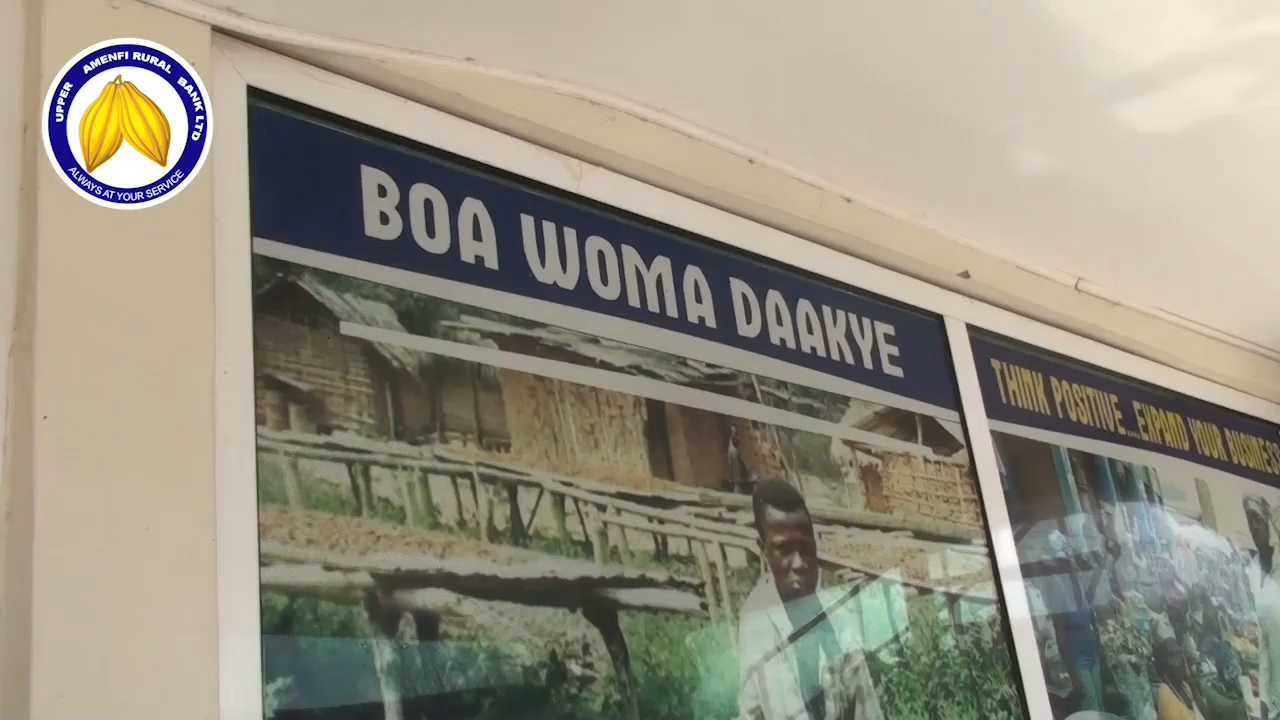 UPPER AMENFI RURAL BANK LTD
ALWAYS AT YOUR SERVICE
BOA WOMA DAAKYE
THINK POSITIVE...EXPAND YOUR BUSINESS